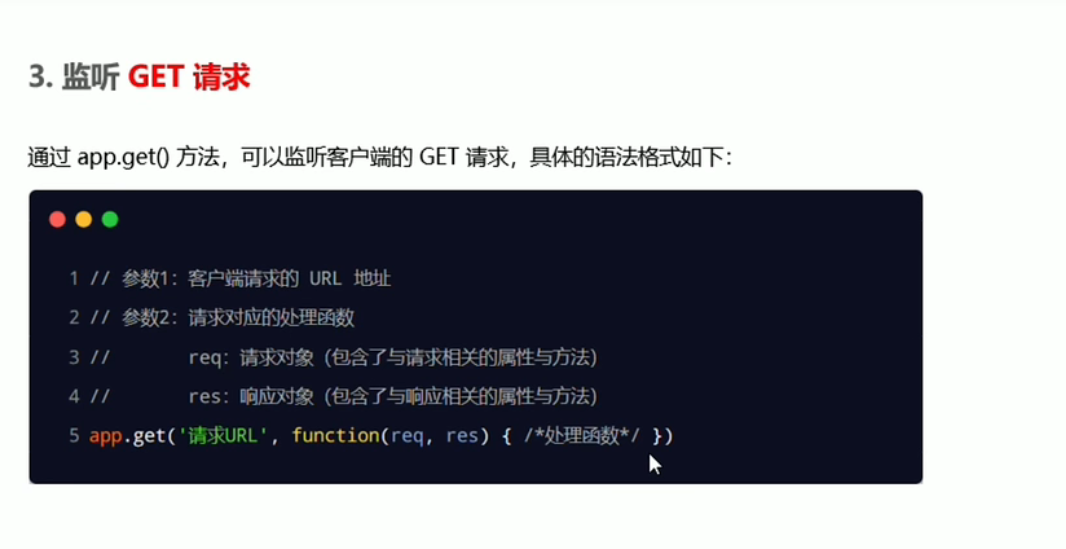 3. 监听 GET 请求
通过 app.get() 方法，可以监听客户端的 GET 请求，具体的语法格式如下：
1 // 参数1：客户端请求的 URL 地址
2 // 参数2：请求对应的处理函数
3 //       req：请求对象（包含了与请求相关的属性与方法）
4 //       res：响应对象（包含了与响应相关的属性与方法）
5 app.get('请求URL', function(req, res) { /*处理函数*/ })